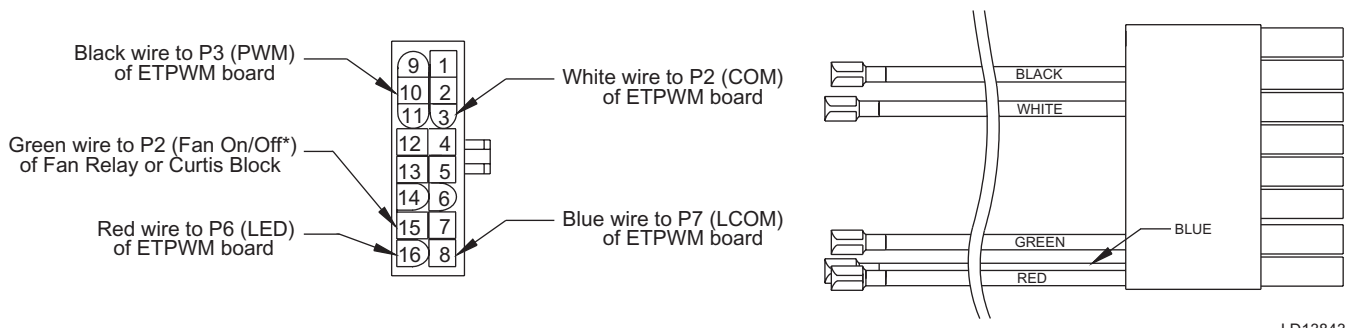 Black wire to P3 (PWM)
of ETPWM board
Green wire to P2 (Fan On/Off*)
of Fan Relay or Curtis Block
Red wire to P6 (LED)
of ETPWM board
9 1
10 2
11 3
12 4
13 5
14 6
15 7
16 8
White wire to P2 (COM)
of ETPWM board
Blue wire to P7 (LCOM)
of ETPWM board
BLACK
WHITE
GREEN
BLUE
RED